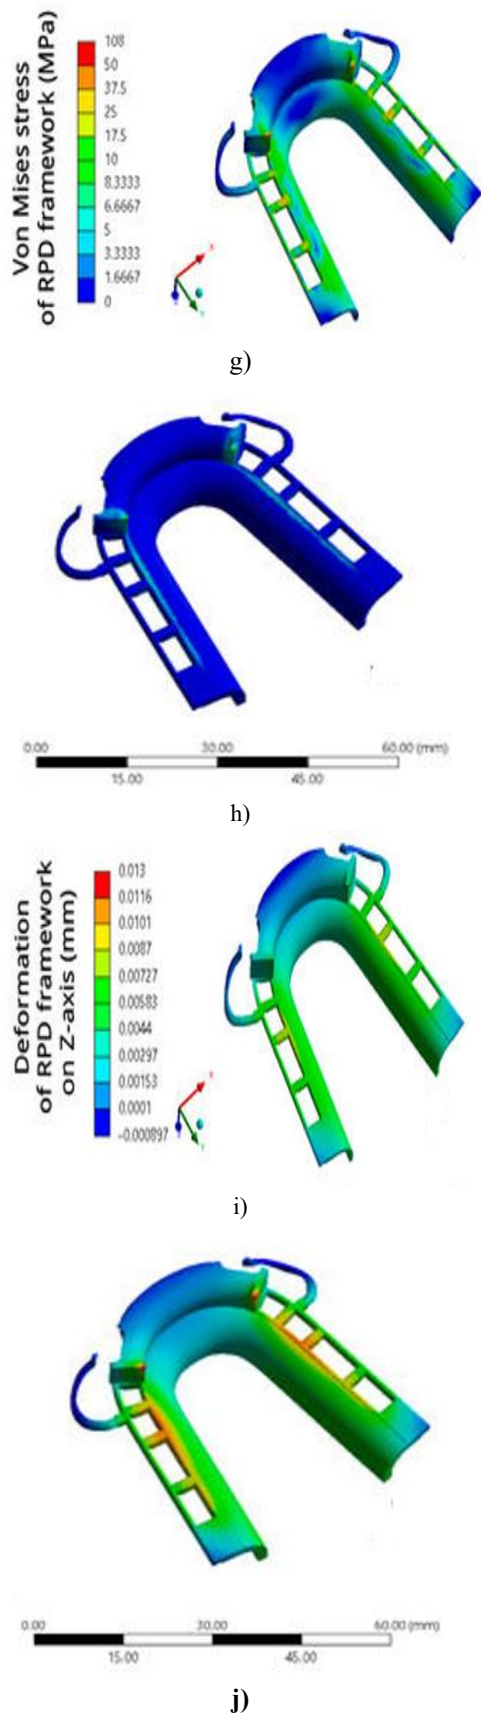 Von Mises stress
of RPD framework (MPa)
108
50
37.5
25
17.5
10
8.3333
6.6667
5
3.3333
1.6667
0
g)
0.00
30.00
60.00 (mm)
15.00
45.00
h)
Deformation
of RPD framework
on Z-axis (mm)
0.013
0.0116
0.0101
0.0087
0.00727
0.00583
0.0044
0.00297
0.00153
0.0001
–0.000897
i)
0.00
30.00
60.00 (mm)
15.00
45.00
j)